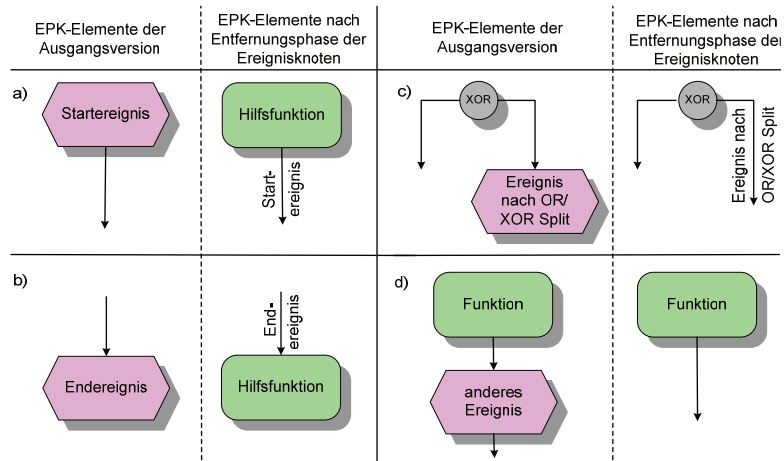 EPK-Elemente der
Ausgangsversion
EPK-Elemente nach
Entfernungsphase der
Ereignisknoten
EPK-Elemente der
Ausgangsversion
EPK-Elemente nach
Entfernungsphase der
Ereignisknoten
a)
Startereignis
Hilfsfunktion
Start-
ereignis
c)
XOR
Ereignis
nach OR/
XOR Split
XOR
Ereignis nach
OR/XOR Split
b)
Endereignis
End-
ereignis
Hilfsfunktion
d)
Funktion
anderes
Ereignis
Funktion